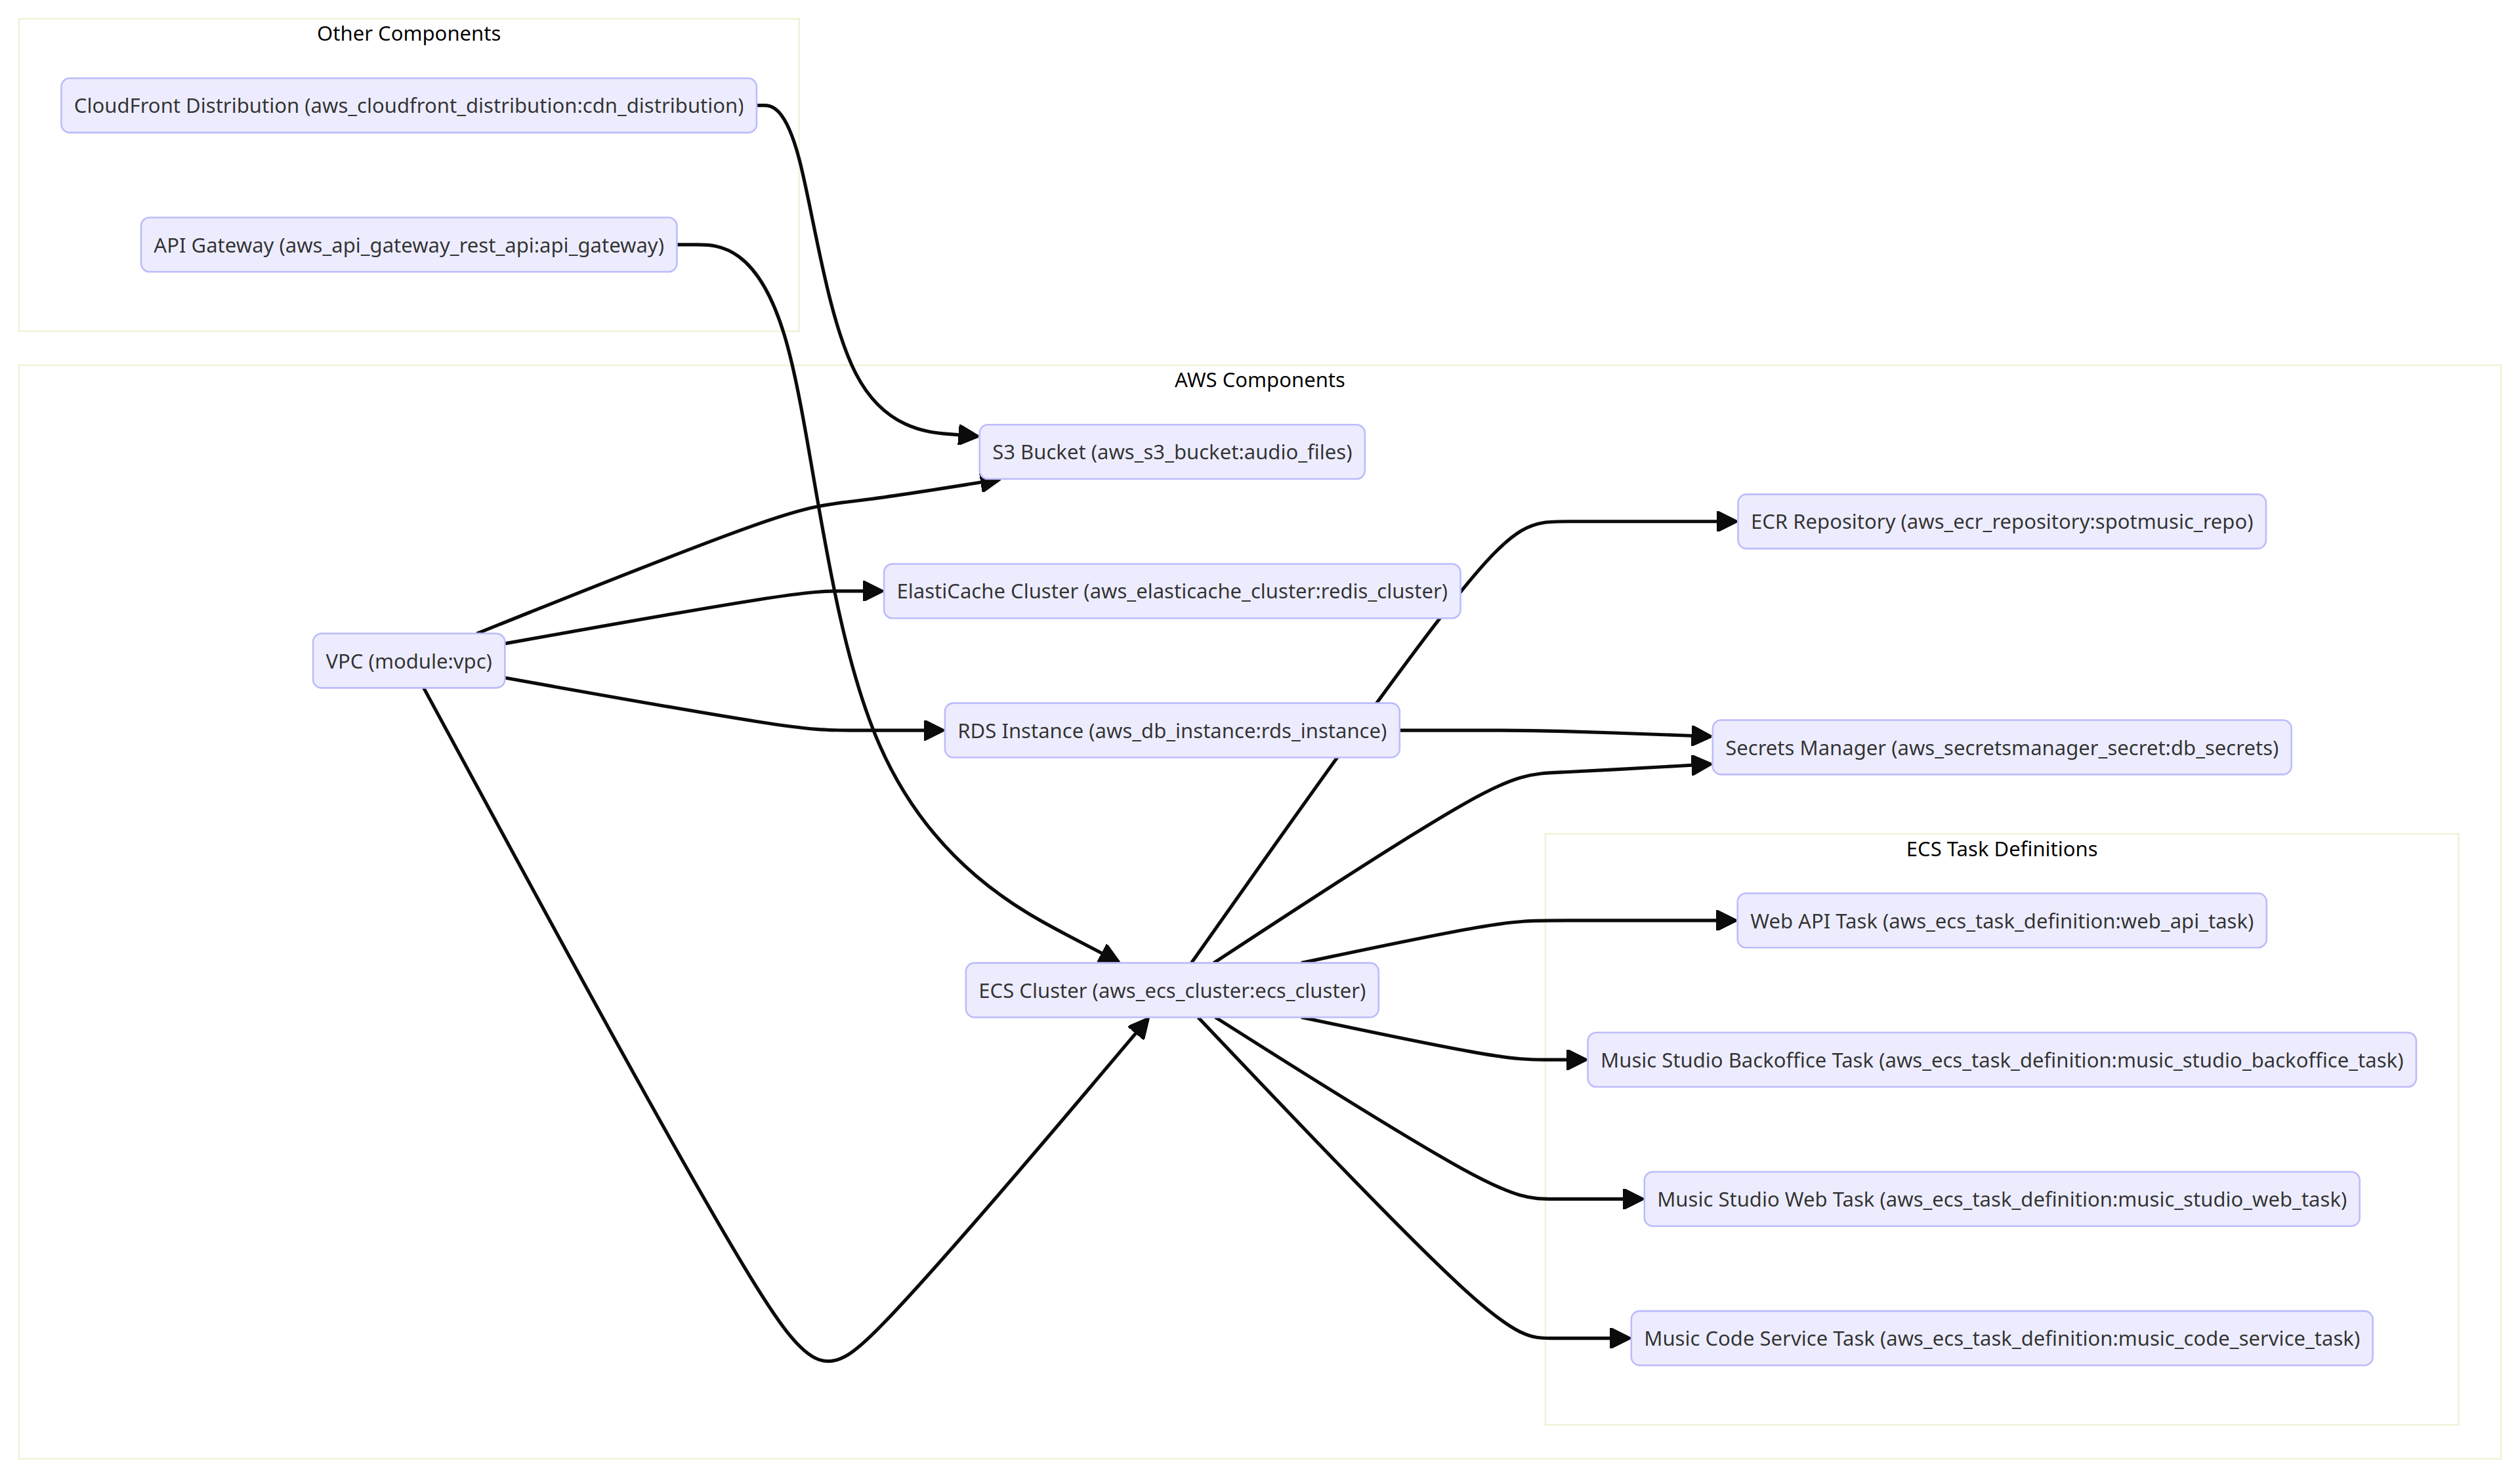 Other Components
CloudFront Distribution (aws_cloudfront_distribution:cdn_distribution)
API Gateway (aws_api_gateway_rest_api:api_gateway)
AWS Components
S3 Bucket (aws_s3_bucket:audio_files)
ECR Repository (aws_ecr_repository:spotmusic_repo)
ElastiCache Cluster (aws_elasticache_cluster:redis_cluster)
VPC (module:vpc)
RDS Instance (aws_db_instance:rds_instance)
Secrets Manager (aws_secretsmanager_secret:db_secrets)
ECS Task Definitions
Web API Task (aws_ecs_task_definition:web_api_task)
ECS Cluster (aws_ecs_cluster:ecs_cluster)
Music Studio Backoffice Task (aws_ecs_task_definition:music_studio_backoffice_task)
Music Studio Web Task (aws_ecs_task_definition:music_studio_web_task)
Music Code Service Task (aws_ecs_task_definition:music_code_service_task)